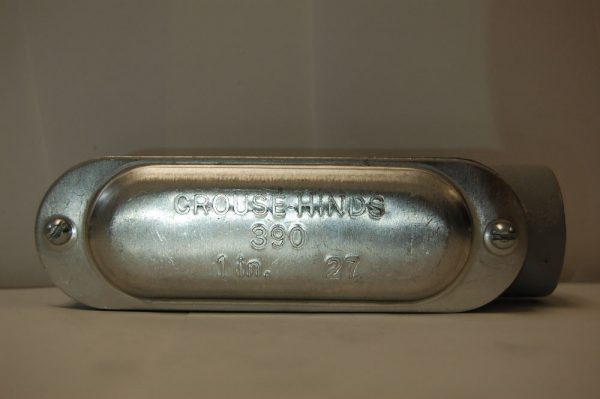 CROUSE-HINDS
390
1 in. 27